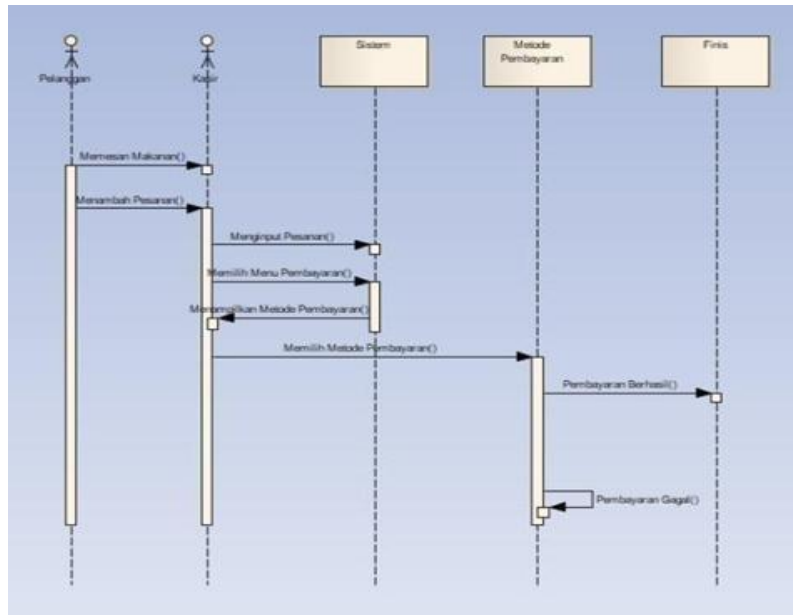 Sistem
Metode
Pembayaran
Finis
Pelanggan
Kasir
Memesan Makanan()
Menambah Pesanan()
Menginput Pesanan()
Memilih Menu Pembayaran()
Menampilkan Metode Pembayaran()
Memilih Metode Pembayaran()
Pembayaran Berhasil()
Pembayaran Gagal()